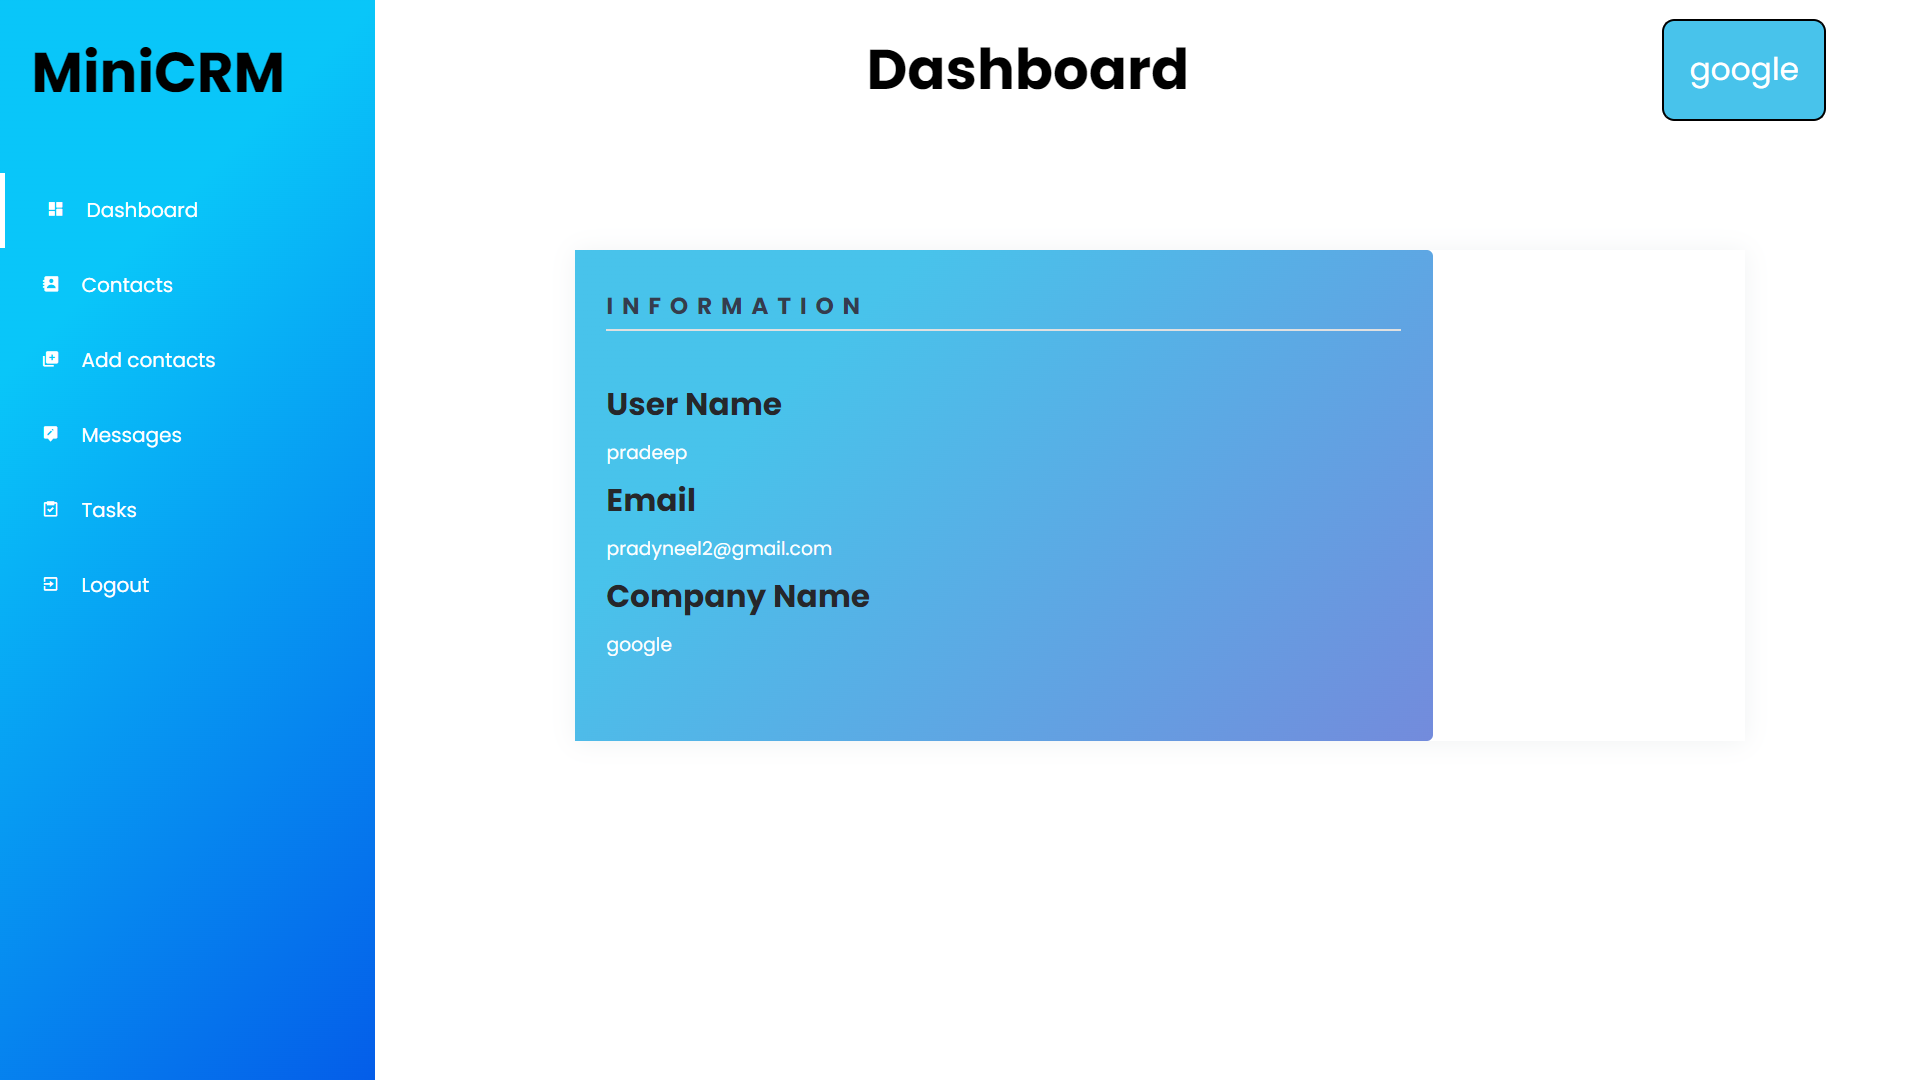 MiniCRM
Dashboard
Contacts
Add contacts
Messages
Tasks
Logout
Dashboard
google
INFORMATION
User Name
pradeep
Email
pradyneel2@gmail.com
Company Name
google